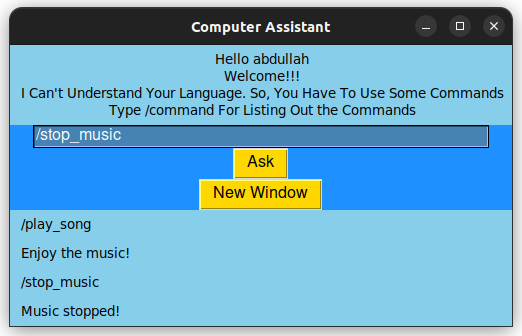 Computer Assistant
Hello abdullah
Welcome!!!
I Can't Understand Your Language. So, You Have To Use Some Commands
Type /command For Listing Out the Commands
/stop_music
Ask
New Window
/play_song
Enjoy the music!
/stop_music
Music stopped!